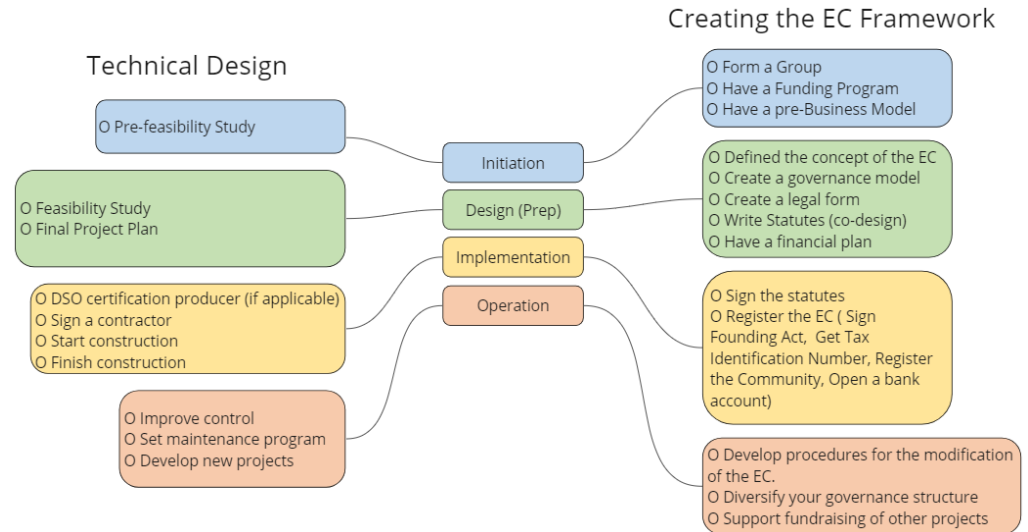 Creating the EC Framework
Technical Design
O Pre-feasibility Study
O Feasibility Study
O Final Project Plan
O DSO certification producer (if applicable)
O Sign a contractor
O Start construction
O Finish construction
O Improve control
O Set maintenance program
O Develop new projects
Initiation
Design (Prep)
Implementation
Operation
O Form a Group
O Have a Funding Program
O Have a pre-Business Model
O Defined the concept of the EC
O Create a governance model
O Create a legal form
O Write Statutes (co-design)
O Have a financial plan
O Sign the statutes
O Register the EC ( Sign
Founding Act, Get Tax
Identification Number, Register
the Community, Open a bank
account)
O Develop procedures for the modification
of the EC.
O Diversify your governance structure
O Support fundraising of other projects